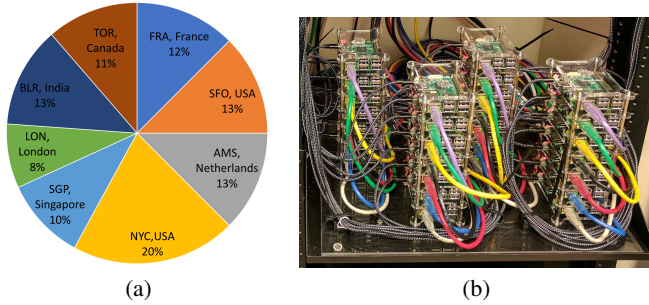 TOR,
Canada
11%
FRA, France
12%
BLR, India
13%
SFO, USA
13%
LON,
London
8%
AMS,
Netherlands
13%
SGP,
Singapore
10%
NYC,USA
20%
(a)
(b)